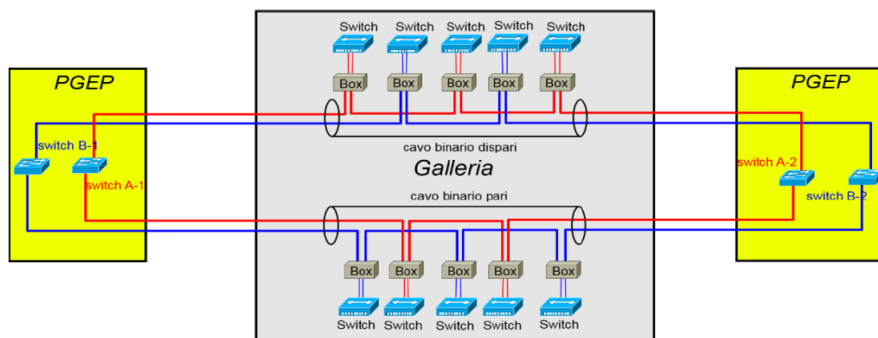 Switch Switch Switch Switch Switch
PGEP
Box Box Box Box Box
PGEP
cavo binario dispari
switch B-1
switch A-1
Galleria
switch A-2
switch B-2
cavo binario pari
Box Box Box Box Box
Switch Switch Switch Switch Switch